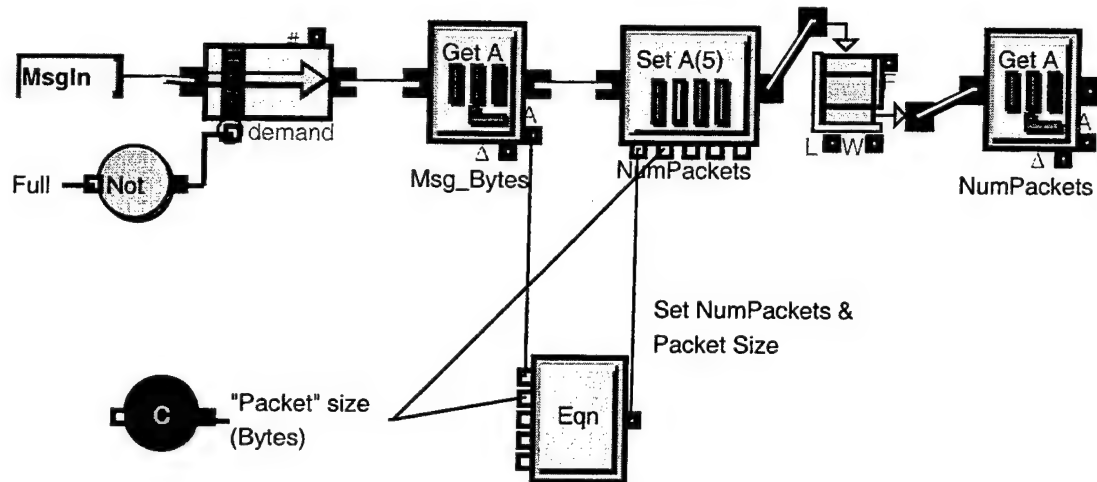 MsgIn
#
demand
Full
Not
Get A
A
Δ
Msg_Bytes
Set A(5)
NumPackets
F
L W
Get A
A
Δ
NumPackets
Set NumPackets &
Packet Size
C
"Packet" size
(Bytes)
Eqn